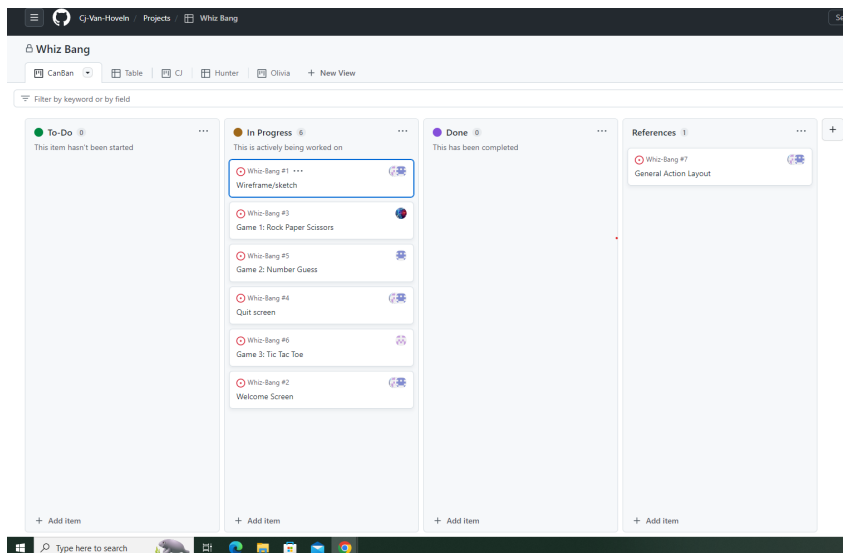 Cj-Van-Hoveln / Projects / Whiz Bang
Se
Whiz Bang
CanBan Table CJ Hunter Olivia + New View
Filter by keyword or by field
To-Do 0
This item hasn't been started
+ Add item
In Progress 6
This is actively being worked on
Whiz-Bang #1
Wireframe/sketch
Whiz-Bang #3
Game 1: Rock Paper Scissors
Whiz-Bang #5
Game 2: Number Guess
Whiz-Bang #4
Quit screen
Whiz-Bang #6
Game 3: Tic Tac Toe
Whiz-Bang #2
Welcome Screen
+ Add item
Done 0
This has been completed
+ Add item
References 1
Whiz-Bang #7
General Action Layout
+ Add item
Type here to search